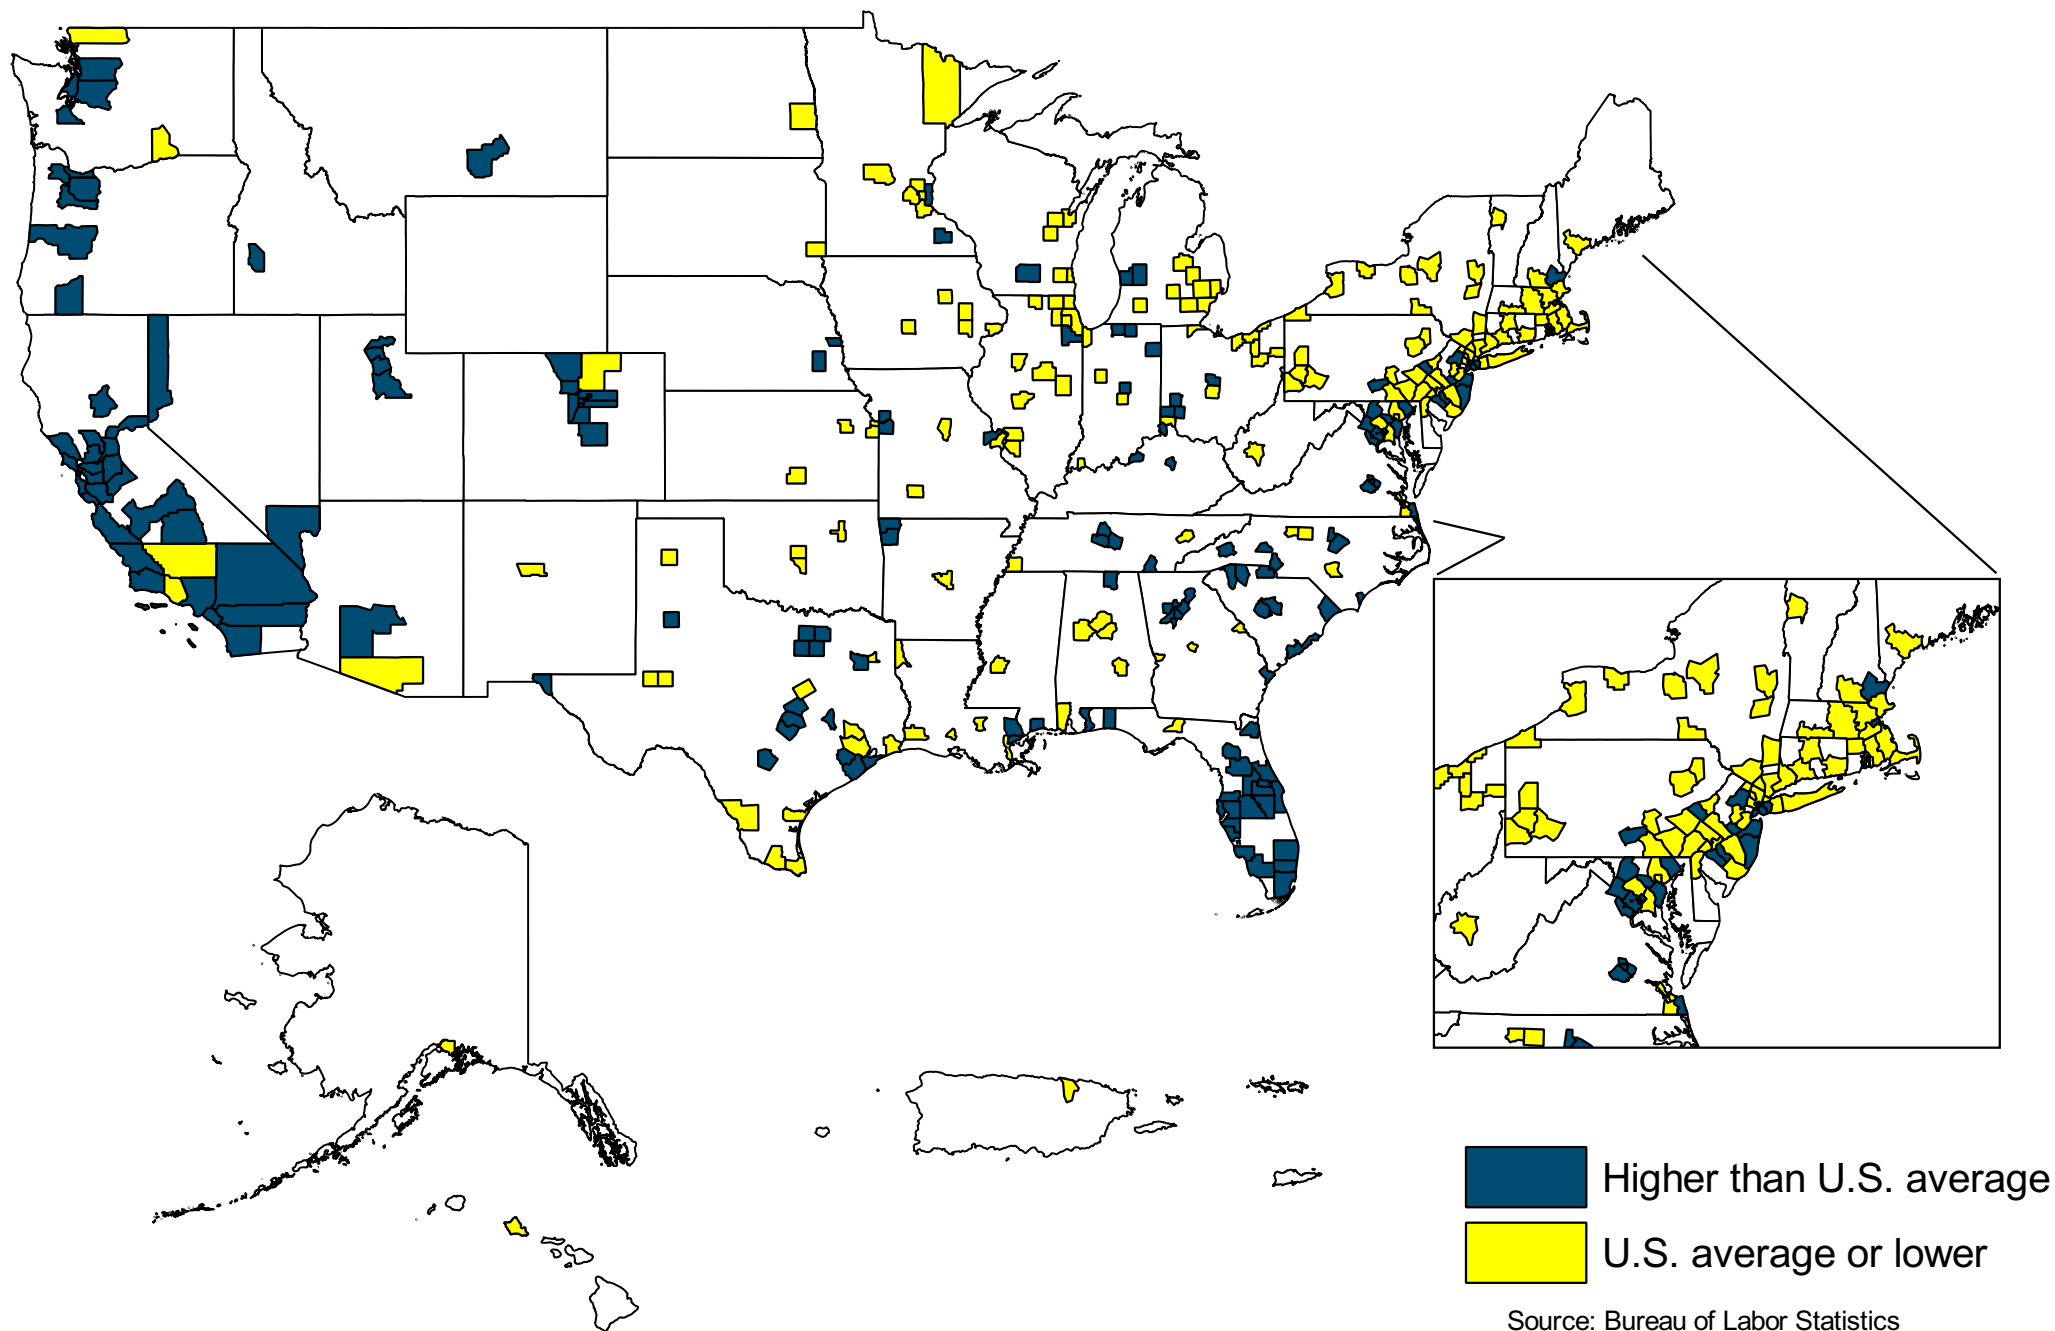 Higher than U.S. average
U.S. average or lower
Source: Bureau of Labor Statistics